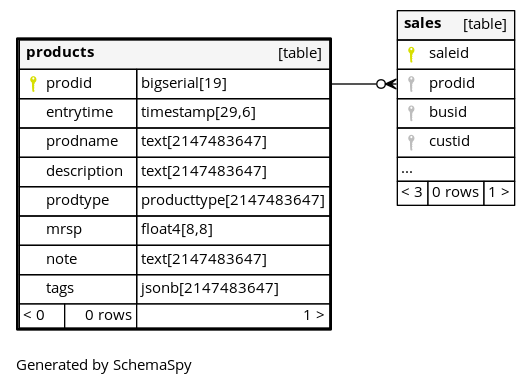 products [table]
prodid bigserial[19]
entrytime timestamp[29,6]
prodname text[2147483647]
description text[2147483647]
prodtype producttype[2147483647]
mrsp float4[8,8]
note text[2147483647]
tags jsonb[2147483647]
< 0 0 rows 1 >
sales [table]
saleid
prodid
busid
custid
...
< 3 0 rows 1 >
Generated by SchemaSpy